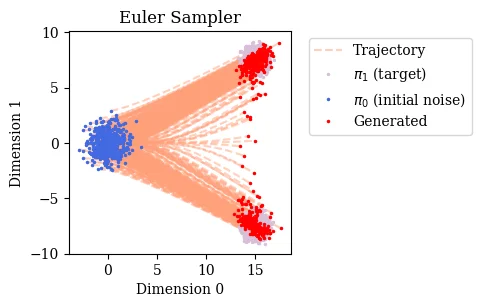 Euler Sampler
10
5
0
−5
−10
Dimension 1
0
5
10
15
Dimension 0
Trajectory
π₁ (target)
π₀ (initial noise)
Generated